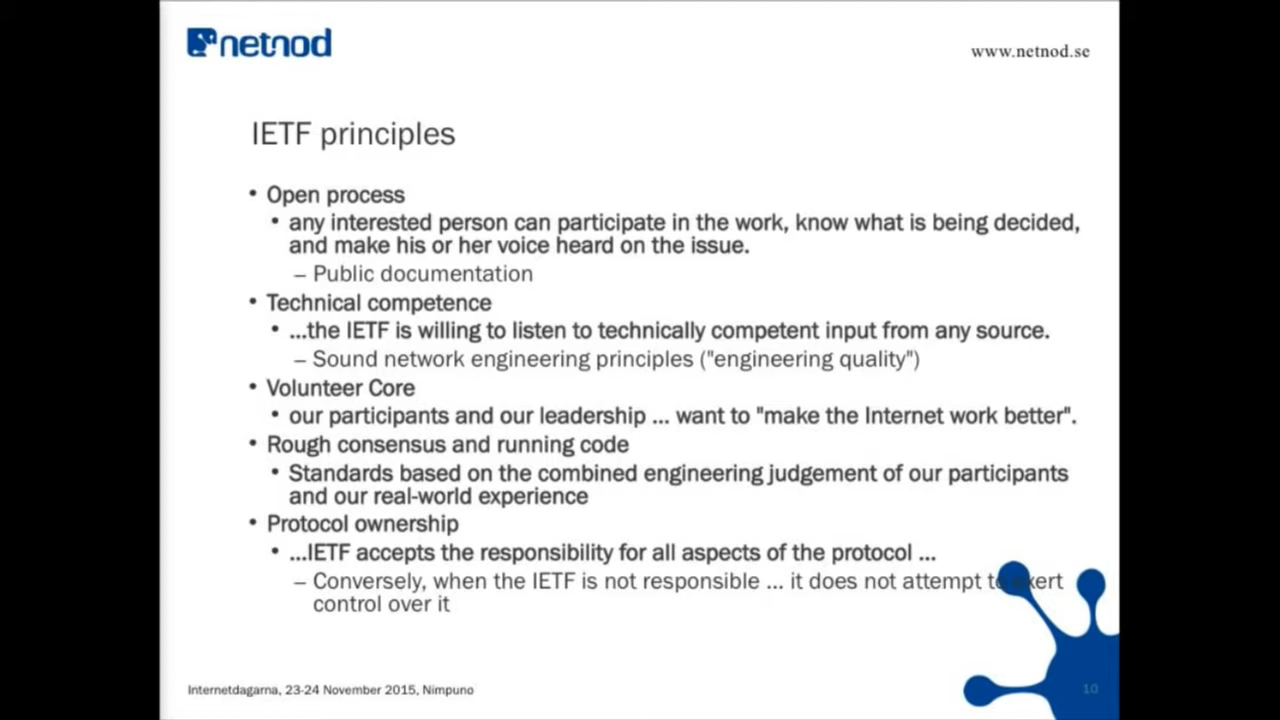 netnod
www.netnod.se
IETF principles
• Open process
• any interested person can participate in the work, know what is being decided,
and make his or her voice heard on the issue.
– Public documentation
• Technical competence
• ...the IETF is willing to listen to technically competent input from any source.
– Sound network engineering principles ("engineering quality")
• Volunteer Core
• our participants and our leadership ... want to "make the Internet work better".
• Rough consensus and running code
• Standards based on the combined engineering judgement of our participants
and our real-world experience
• Protocol ownership
• ...IETF accepts the responsibility for all aspects of the protocol ...
– Conversely, when the IETF is not responsible ... it does not attempt to exert
control over it
Internetdagarna, 23-24 November 2015, Nimpuno
10